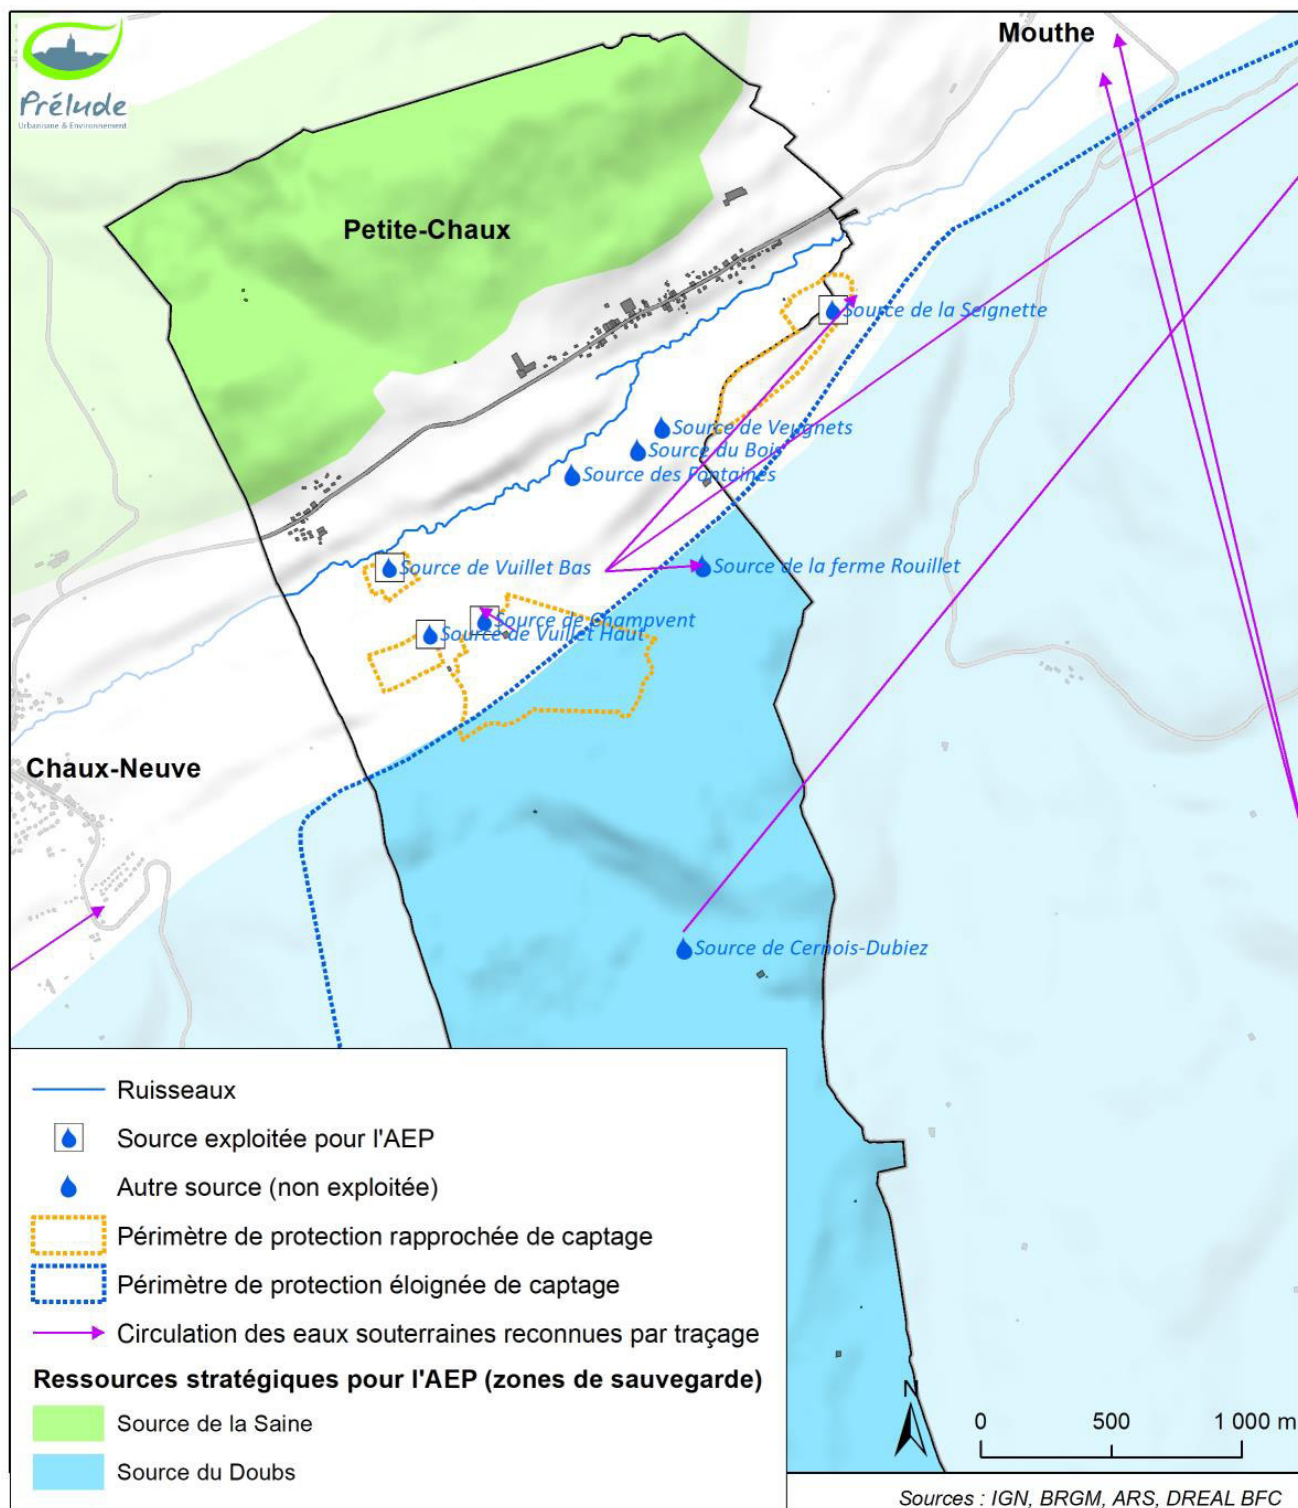 Prélude
Urbanisme & Environnement
Mouthe
Petite-Chaux
Source de la Seignette
Source de Veugnets
Source du Bois
Source des Fontaines
Source de Vuillet Bas
Source de la ferme Rouillet
Source de Champvent
Source de Vuillet Haut
Chaux-Neuve
Source de Cernois-Dubiez
Ruisseaux
Source exploitée pour l'AEP
Autre source (non exploitée)
Périmètre de protection rapprochée de captage
Périmètre de protection éloignée de captage
Circulation des eaux souterraines reconnues par traçage
Ressources stratégiques pour l'AEP (zones de sauvegarde)
Source de la Saine
Source du Doubs
N
0 500 1 000 m
Sources : IGN, BRGM, ARS, DREAL BFC